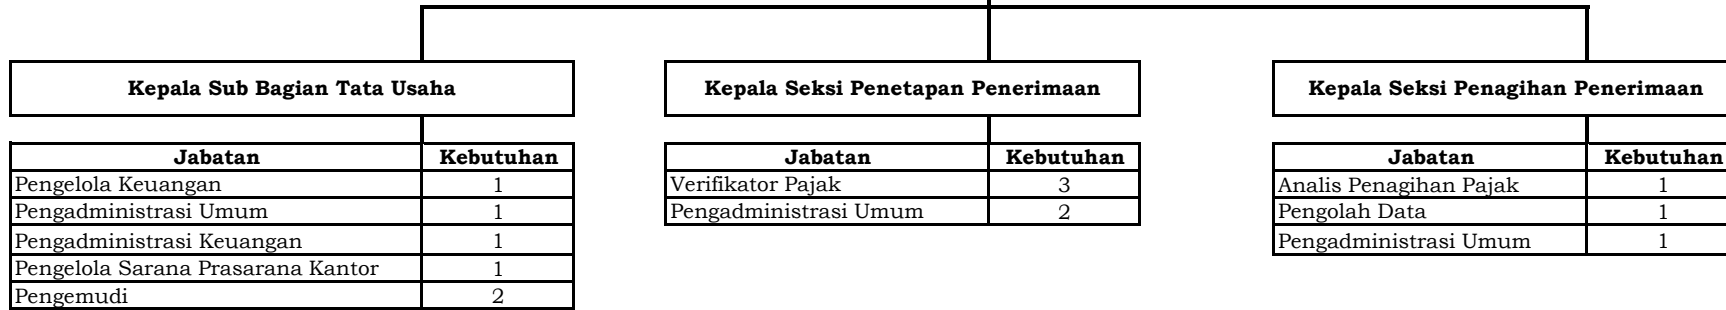 Kepala Sub Bagian Tata Usaha
Jabatan Kebutuhan
Pengelola Keuangan 1
Pengadministrasi Umum 1
Pengadministrasi Keuangan 1
Pengelola Sarana Prasarana Kantor 1
Pengemudi 2
Kepala Seksi Penetapan Penerimaan
Jabatan Kebutuhan
Verifikator Pajak 3
Pengadministrasi Umum 2
Kepala Seksi Penagihan Penerimaan
Jabatan Kebutuhan
Analis Penagihan Pajak 1
Pengolah Data 1
Pengadministrasi Umum 1